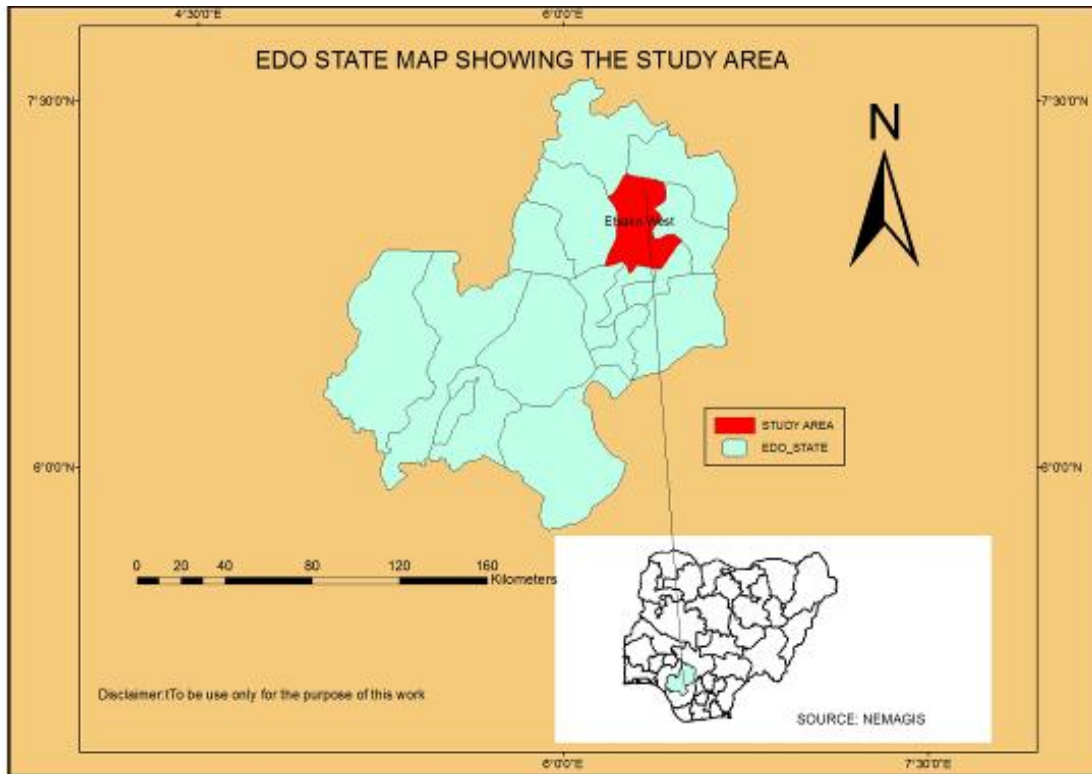 4°30'0"E 6°0'0"E
EDO STATE MAP SHOWING THE STUDY AREA
7°30'0"N 7°30'0"N
N
Etsako West
STUDY AREA
EDO_STATE
6°0'0"N 6°0'0"N
0 20 40 80 120 160
Kilometers
Disclaimer:tTo be use only for the purpose of this work
SOURCE: NEMAGIS
6°0'0"E 7°30'0"E